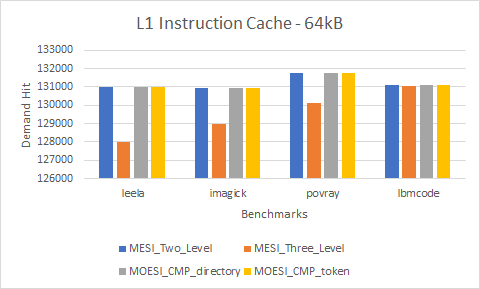 L1 Instruction Cache - 64kB
133000
132000
131000
130000
129000
128000
127000
126000
Demand Hit
leela imagick povray lbmcode
Benchmarks
MESI_Two_Level MESI_Three_Level
MOESI_CMP_directory MOESI_CMP_token